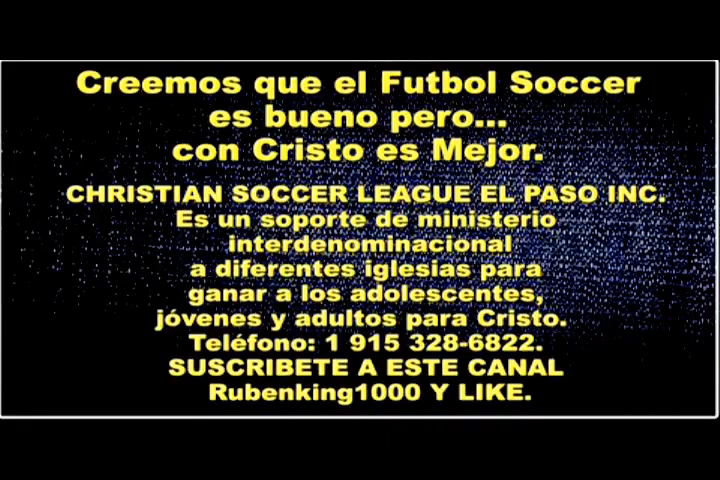 Creemos que el Futbol Soccer
es bueno pero...
con Cristo es Mejor.
CHRISTIAN SOCCER LEAGUE EL PASO INC.
Es un soporte de ministerio
interdenominacional
a diferentes iglesias para
ganar a los adolescentes,
jóvenes y adultos para Cristo.
Teléfono: 1 915 328-6822.
SUSCRIBETE A ESTE CANAL
Rubenking1000 Y LIKE.